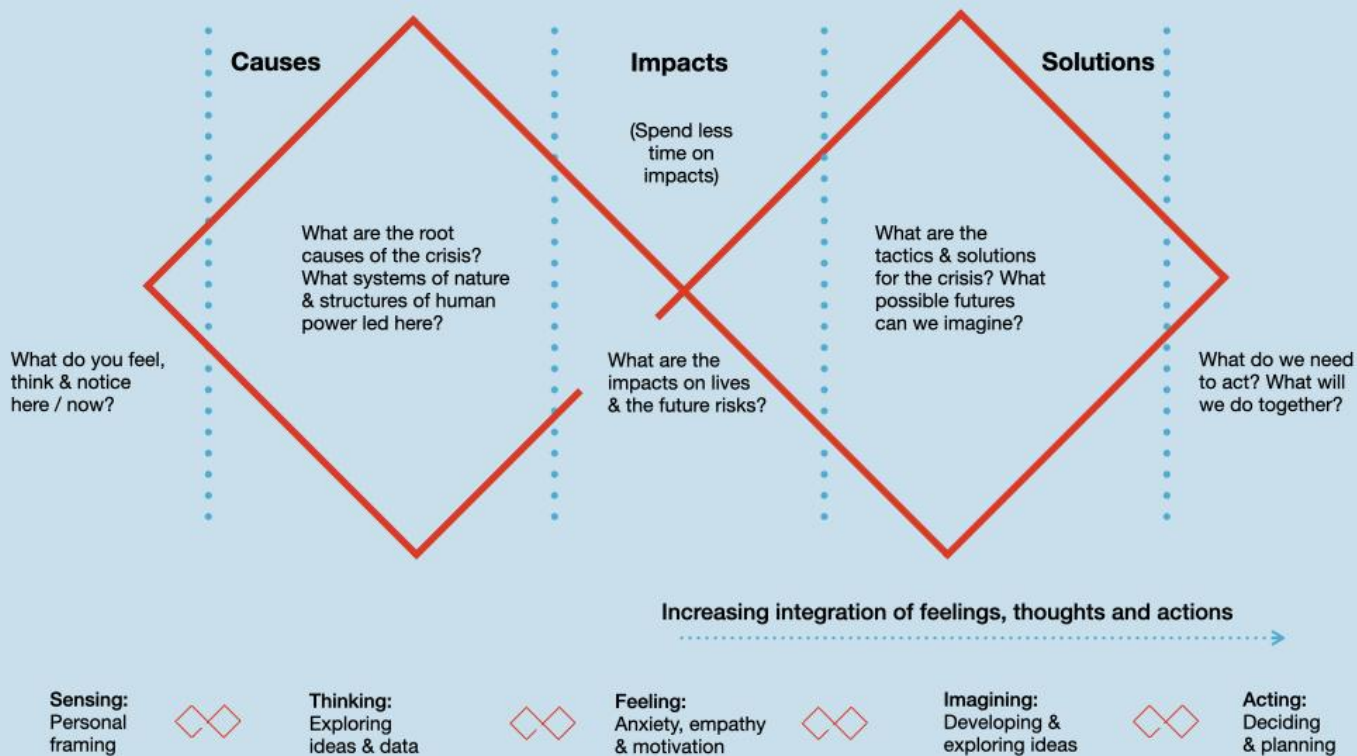 Causes
Impacts
Solutions
(Spend less
time on
impacts)
What are the root
causes of the crisis?
What systems of nature
& structures of human
power led here?
What are the
tactics & solutions
for the crisis? What
possible futures
can we imagine?
What do you feel,
think & notice
here / now?
What are the
impacts on lives
& the future risks?
What do we need
to act? What will
we do together?
Increasing integration of feelings, thoughts and actions
Sensing:
Personal
framing
Thinking:
Exploring
ideas & data
Feeling:
Anxiety, empathy
& motivation
Imagining:
Developing &
exploring ideas
Acting:
Deciding
& planning